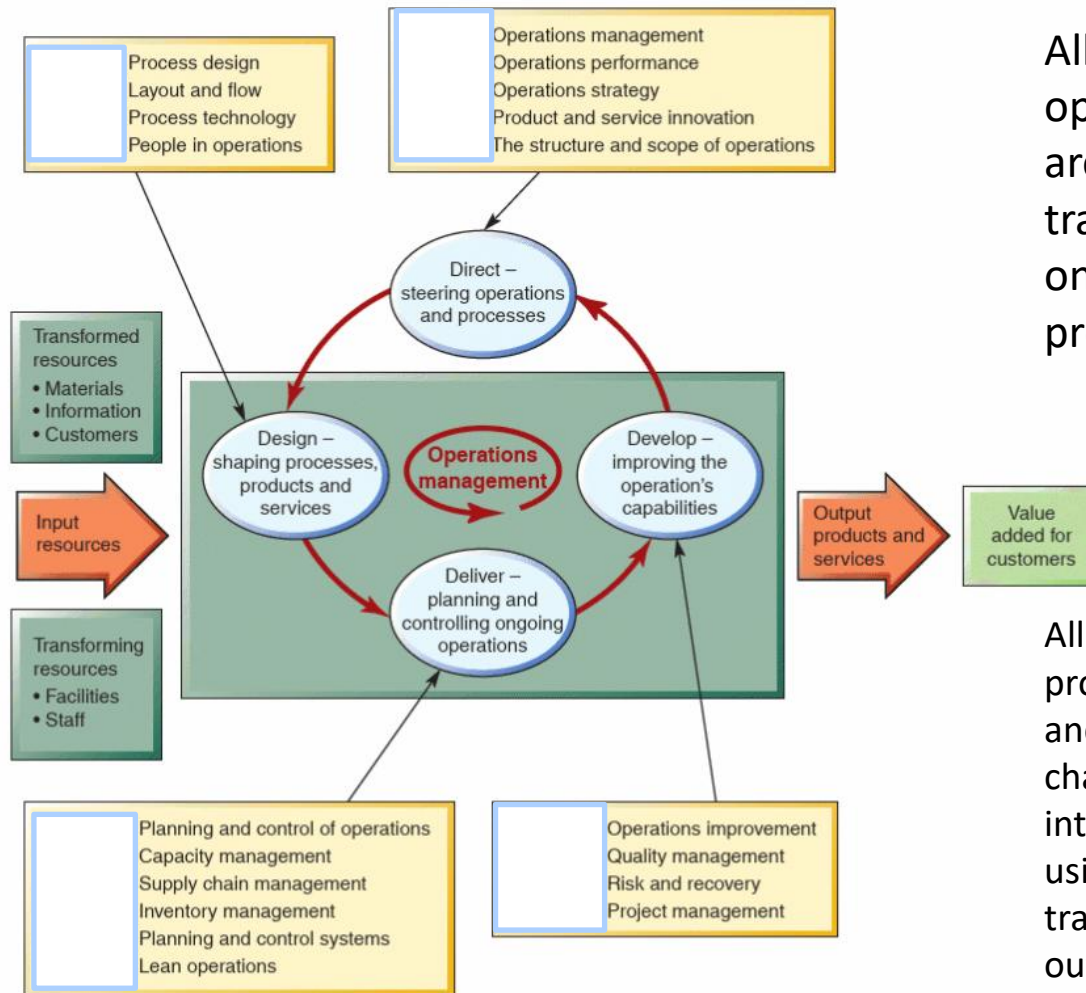 Process design
Layout and flow
Process technology
People in operations
Operations management
Operations performance
Operations strategy
Product and service innovation
The structure and scope of operations
All
op
tra
on
pr
Direct –
steering operations
and processes
Transformed
resources
• Materials
• Information
• Customers
Design –
shaping processes,
products and
services
Operations
management
Develop –
improving the
operation's
capabilities
Input
resources
Output
products and
services
Value
added for
customers
Deliver –
planning and
controlling ongoing
operations
Transforming
resources
• Facilities
• Staff
All
pro
and
cha
int
usi
tra
ou
Planning and control of operations
Capacity management
Supply chain management
Inventory management
Planning and control systems
Lean operations
Operations improvement
Quality management
Risk and recovery
Project management